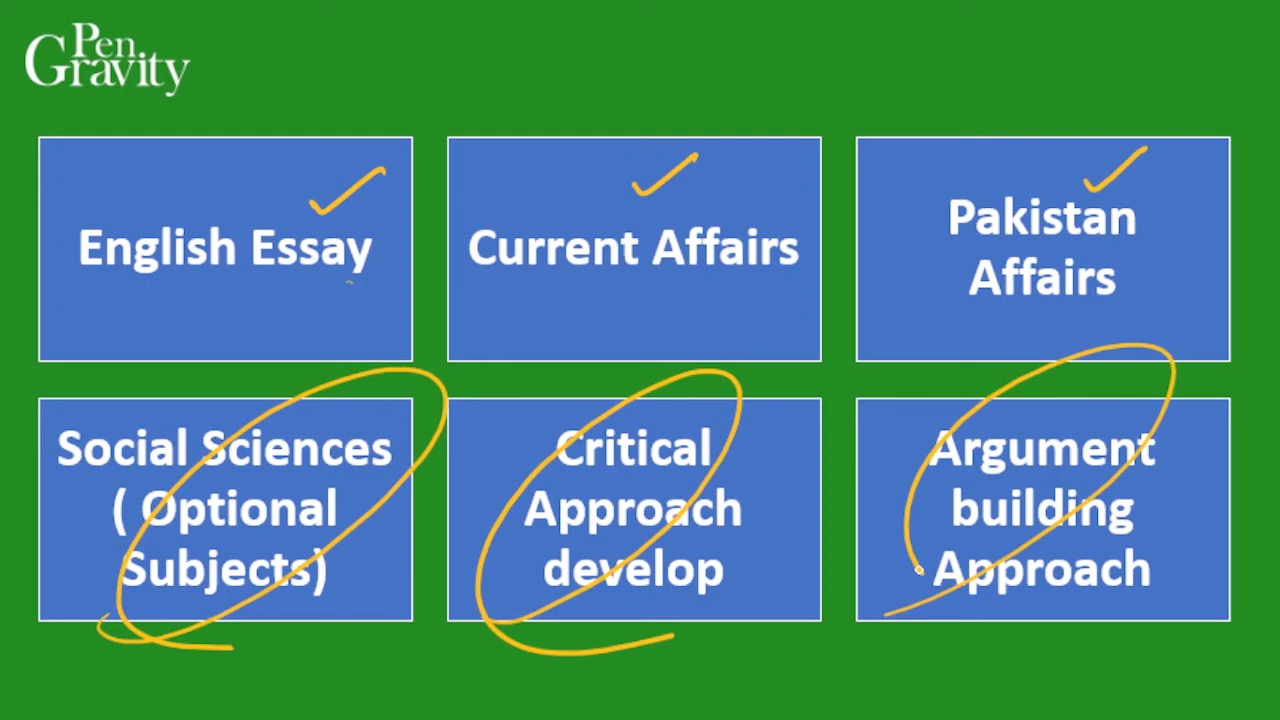 Pen
Gravity
English Essay
Current Affairs
Pakistan
Affairs
Social Sciences
( Optional
Subjects)
Critical
Approach
develop
Argument
building
Approach